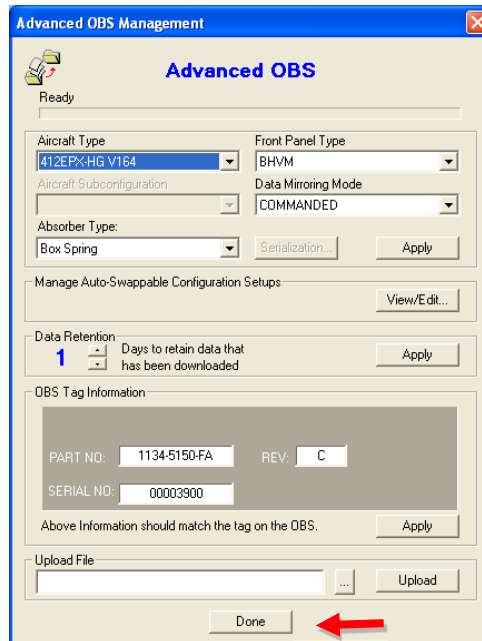 Advanced OBS Management
Advanced OBS
Ready
Aircraft Type
Front Panel Type
412EPX-HG V164
BHVM
Aircraft Subconfiguration
Data Mirroring Mode
COMMANDED
Absorber Type:
Box Spring
Serialization...
Apply
Manage Auto-Swappable Configuration Setups
View/Edit...
Data Retention
1
Days to retain data that
has been downloaded
Apply
OBS Tag Information
PART NO: 1134-5150-FA REV: C
SERIAL NO: 00003900
Above Information should match the tag on the OBS.
Apply
Upload File
...
Upload
Done